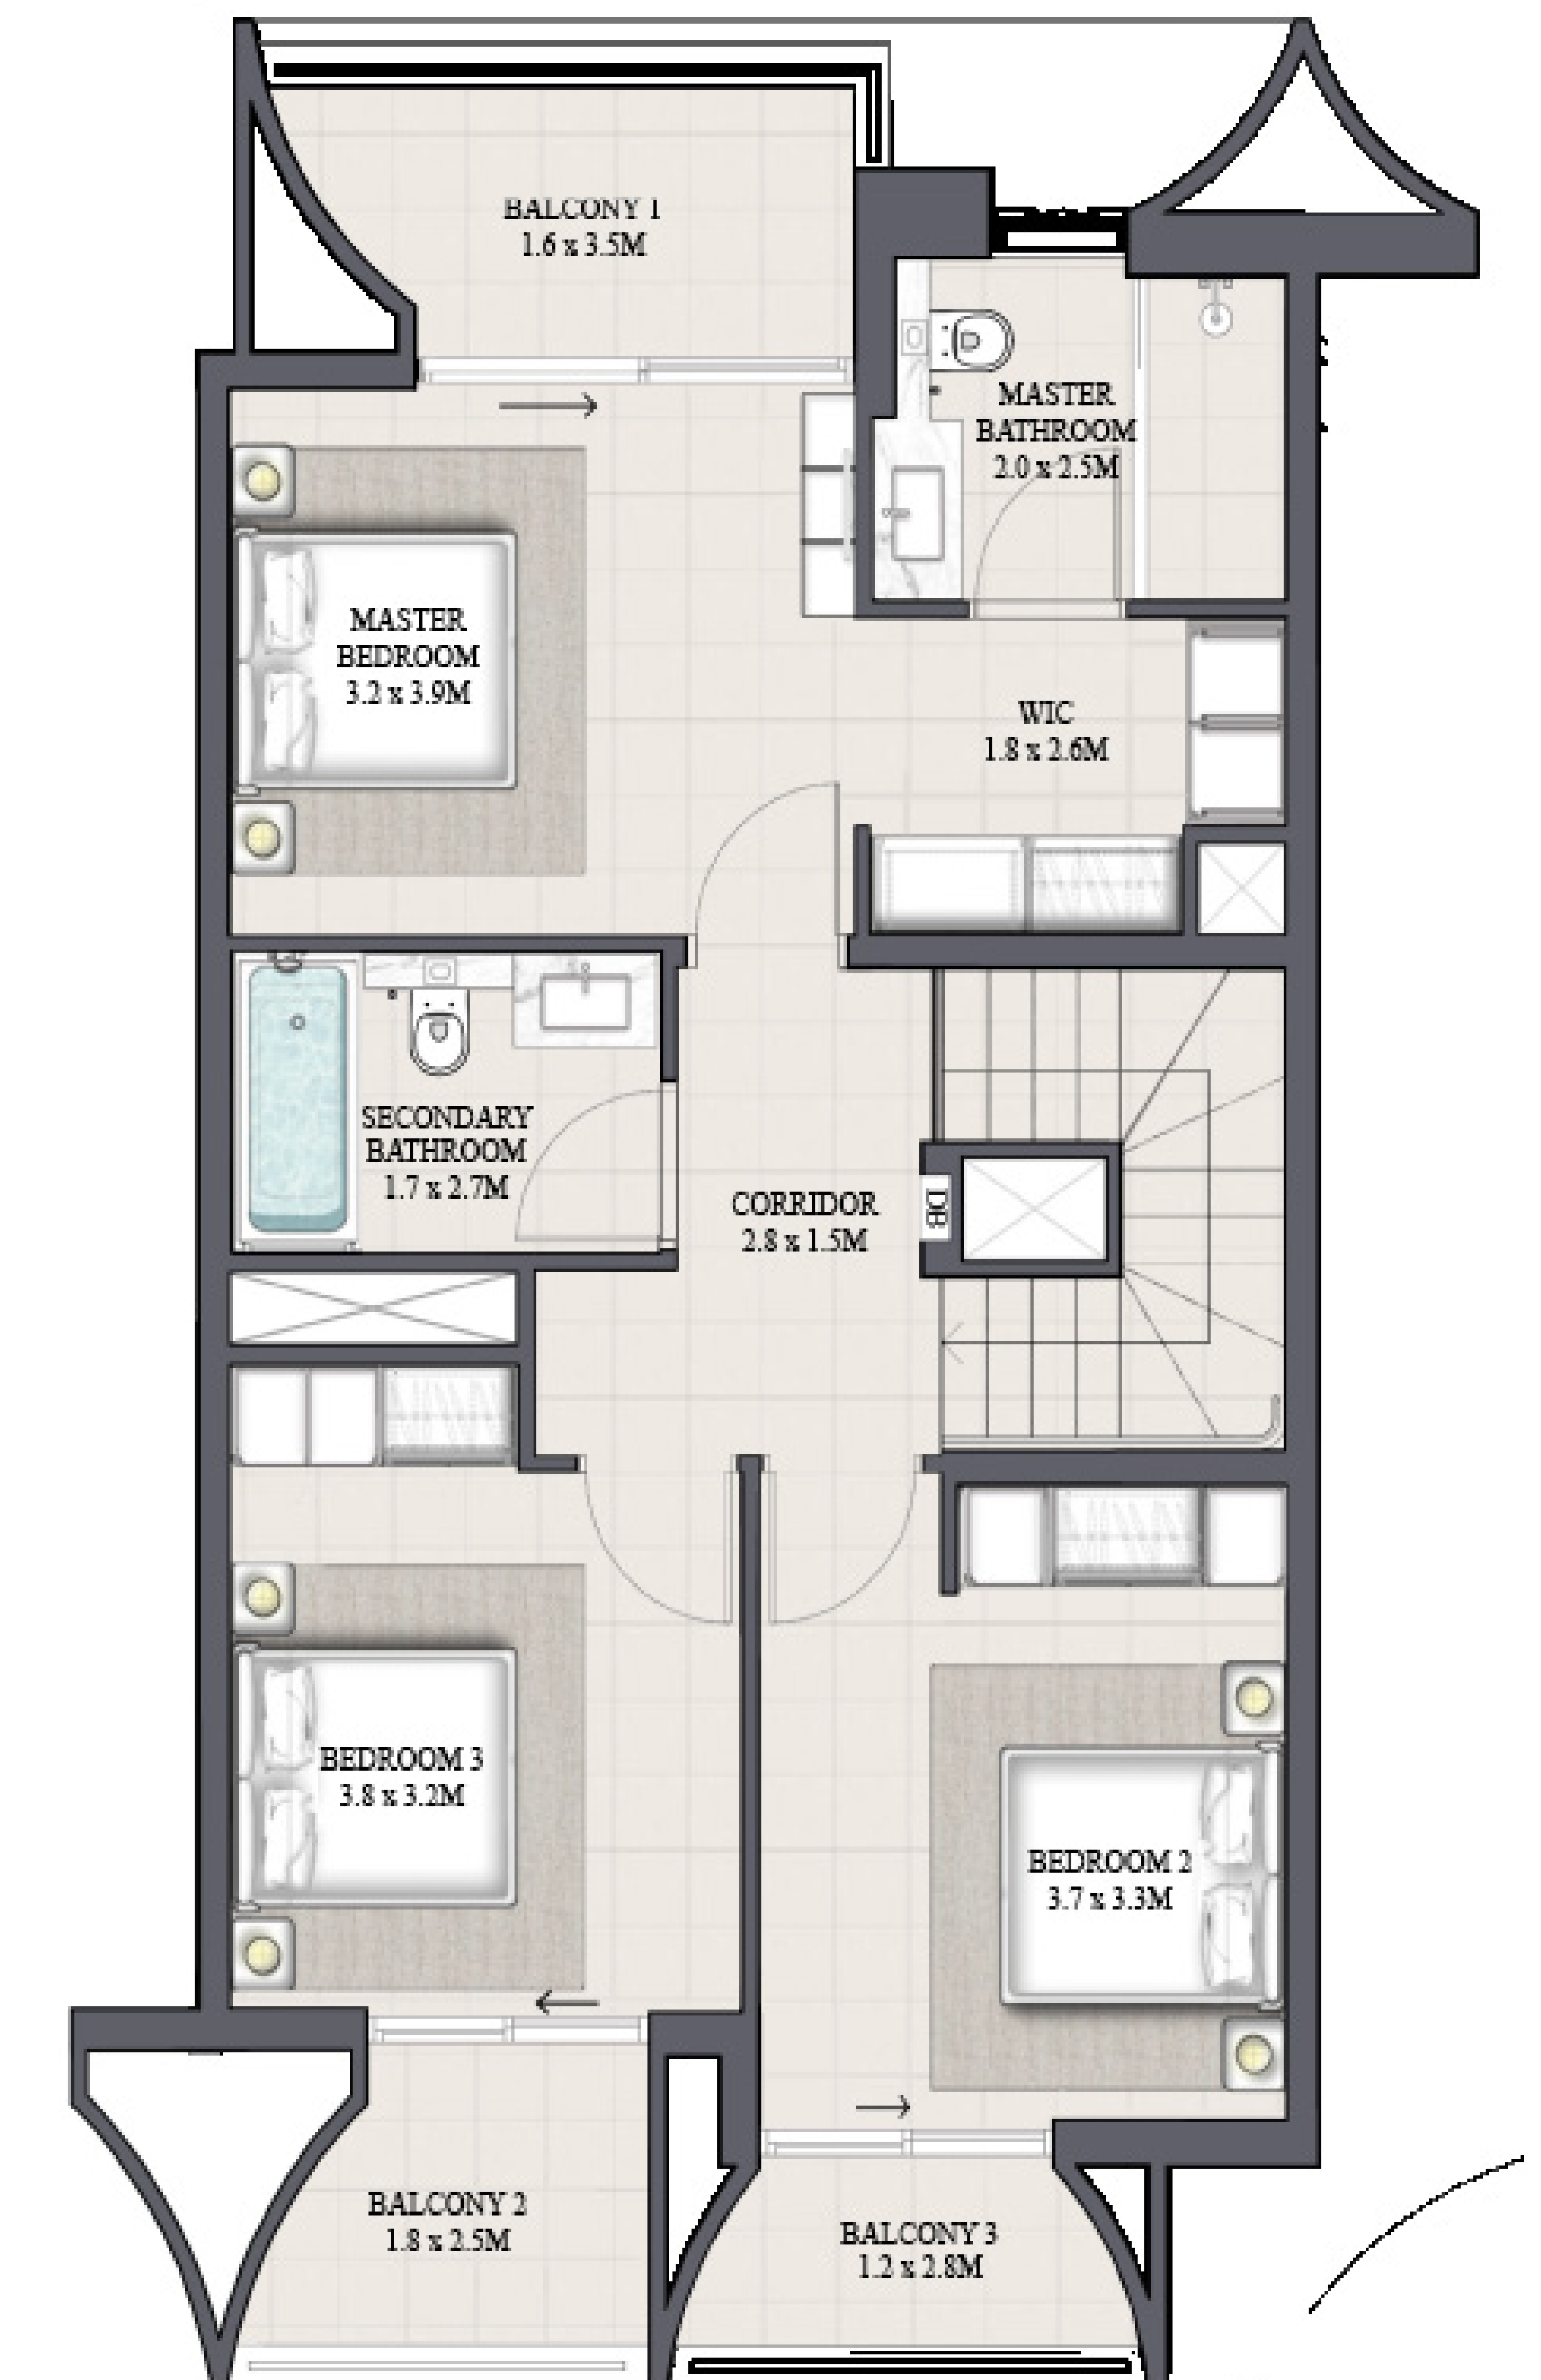 BALCONY 1
1.6 x 3.5M
MASTER
BATHROOM
2.0 x 2.5M
MASTER
BEDROOM
3.2 x 3.9M
WIC
1.8 x 2.6M
SECONDARY
BATHROOM
1.7 x 2.7M
CORRIDOR
2.8 x 1.5M
DB
BEDROOM 3
3.8 x 3.2M
BEDROOM 2
3.7 x 3.3M
BALCONY 2
1.8 x 2.5M
BALCONY 3
1.2 x 2.8M